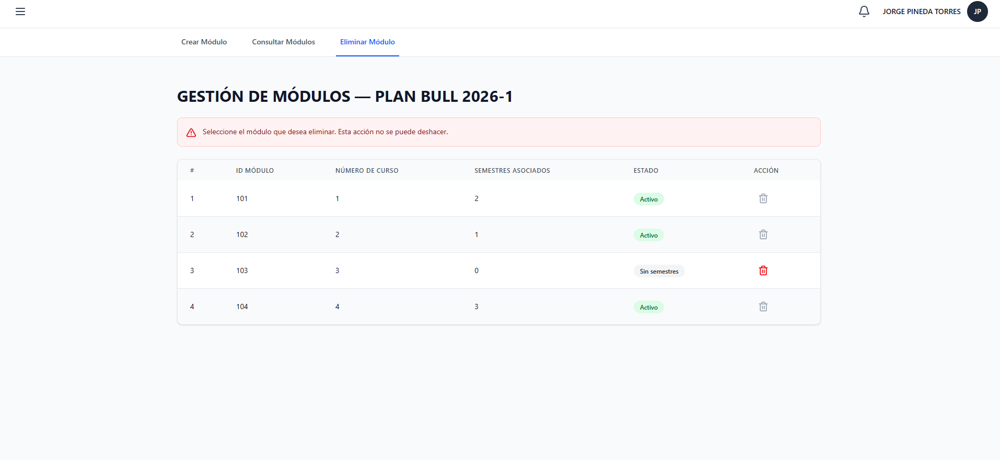 JORGE PINEDA TORRES JP
Crear Módulo Consultar Módulos Eliminar Módulo
GESTIÓN DE MÓDULOS — PLAN BULL 2026-1
Seleccione el módulo que desea eliminar. Esta acción no se puede deshacer.
# ID MÓDULO NÚMERO DE CURSO SEMESTRES ASOCIADOS ESTADO ACCIÓN
1 101 1 2 Activo
2 102 2 1 Activo
3 103 3 0 Sin semestres
4 104 4 3 Activo